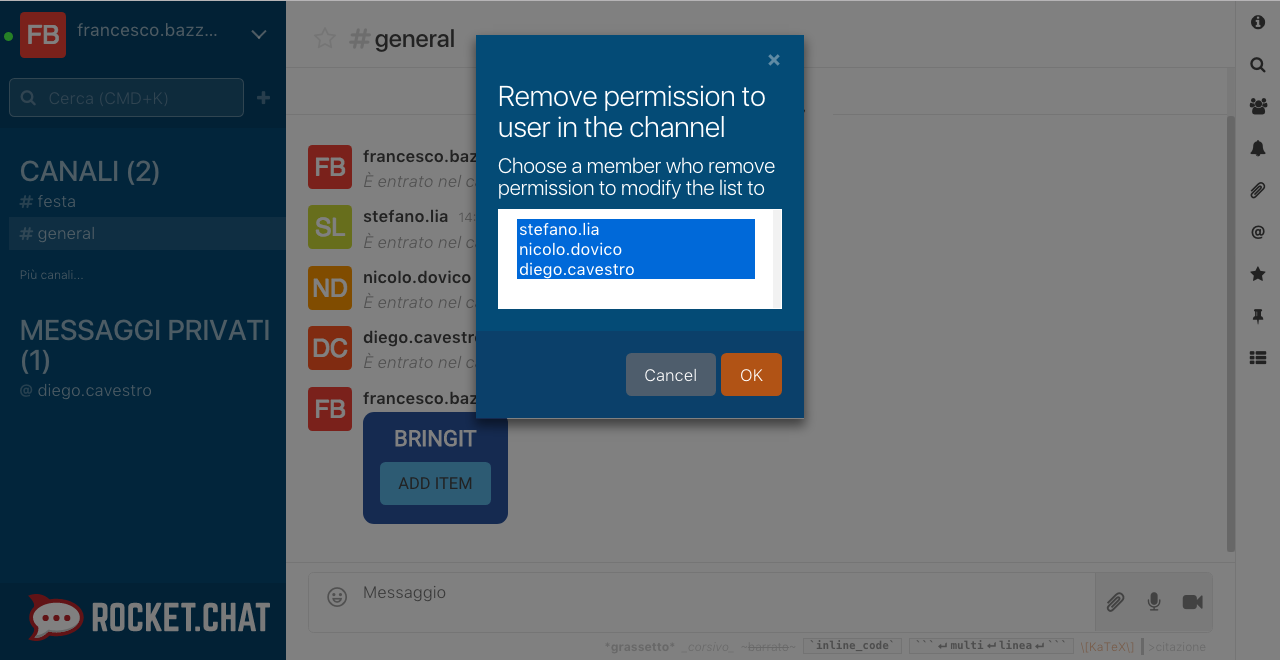 FB francesco.bazz...
Cerca (CMD+K)
CANALI (2)
# festa
# general
Più canali...
MESSAGGI PRIVATI
(1)
@ diego.cavestro
ROCKET.CHAT
# general
FB francesco.baz
È entrato nel c
SL stefano.lia 14:
È entrato nel ca
ND nicolo.dovico
È entrato nel c
DC diego.cavestro
È entrato nel c
FB francesco.baz
BRINGIT
ADD ITEM
×
Remove permission to
user in the channel
Choose a member who remove
permission to modify the list to
stefano.lia
nicolo.dovico
diego.cavestro
Cancel OK
Messaggio
*grassetto* _corsivo_ ~barrato~ `inline_code` ```↵multi↵linea↵``` \[KaTeX\] >citazione
@